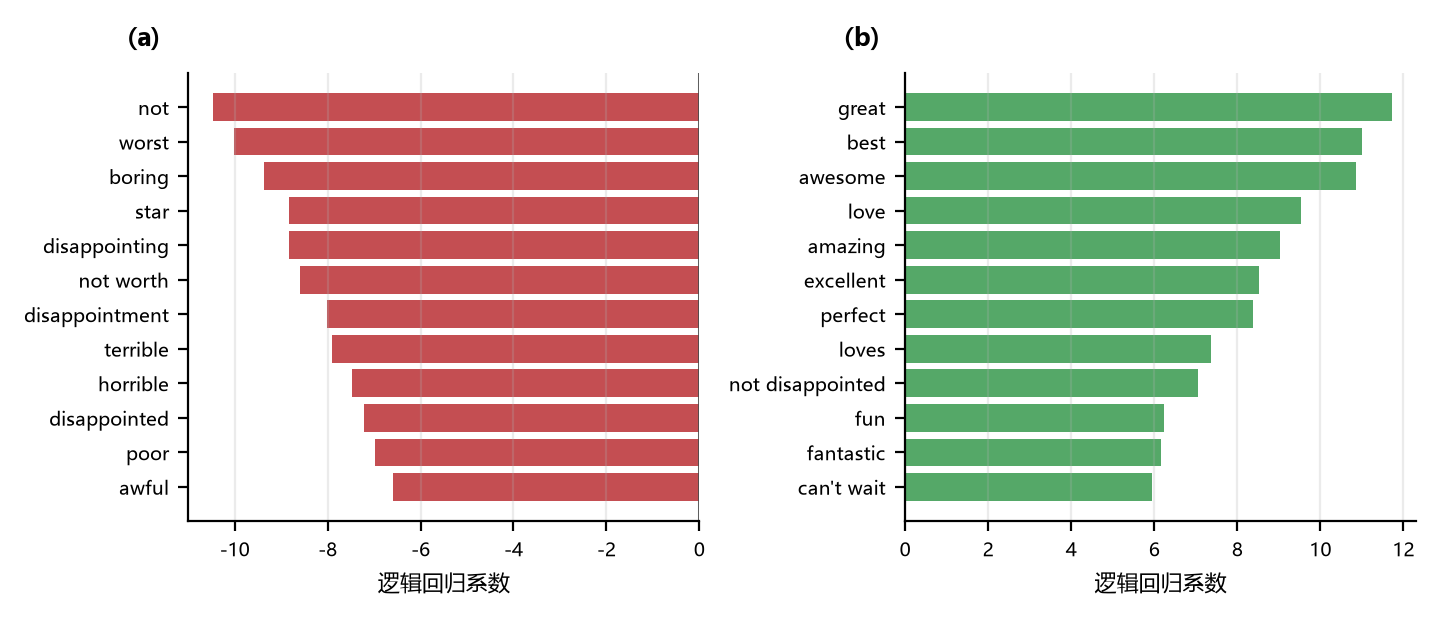 (a)
not
worst
boring
star
disappointing
not worth
disappointment
terrible
horrible
disappointed
poor
awful
-10 -8 -6 -4 -2 0
逻辑回归系数
(b)
great
best
awesome
love
amazing
excellent
perfect
loves
not disappointed
fun
fantastic
can't wait
0 2 4 6 8 10 12
逻辑回归系数